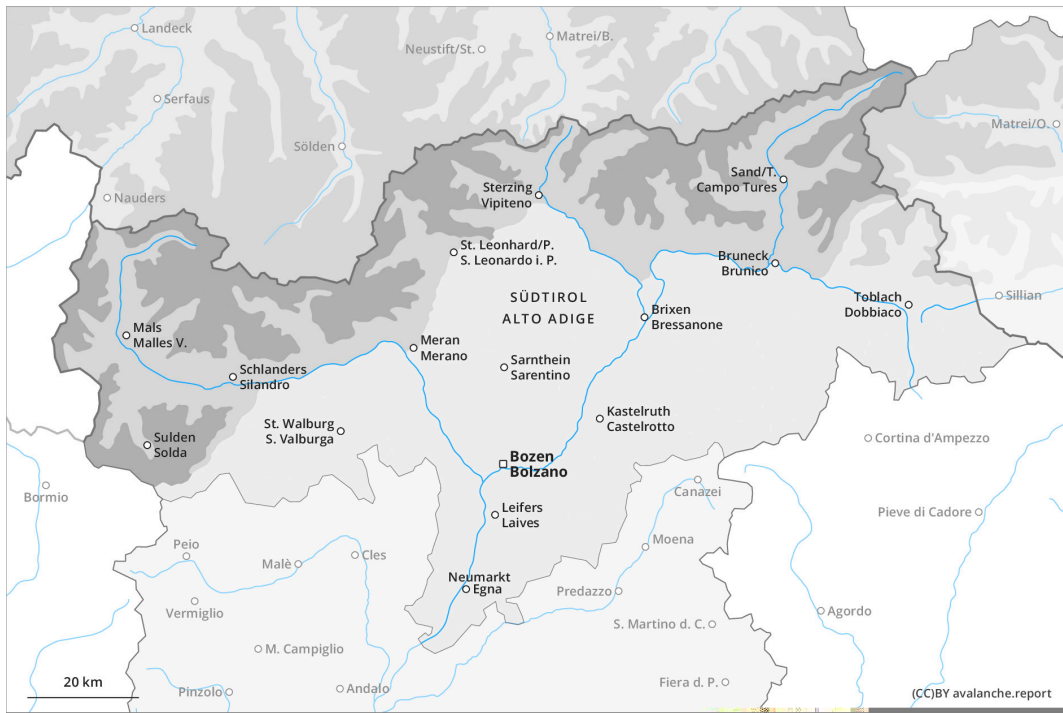 Landeck
Matrei/B.
Neustift/St.
Serfaus
Matrei/O.
Sölden
Sand/T.
Campo Tures
Nauders
Sterzing
Vipiteno
St. Leonhard/P.
S. Leonardo i. P.
Bruneck
Brunico
SÜDTIROL
ALTO ADIGE
Toblach
Dobbiaco
Sillian
Brixen
Bressanone
Mals
Malles V.
Meran
Merano
Sarnthein
Sarentino
Schlanders
Silandro
Kastelruth
Castelrotto
St. Walburg
S. Valburga
Sulden
Solda
Cortina d'Ampezzo
Bozen
Bolzano
Bormio
Canazei
Leifers
Laives
Pieve di Cadore
Peio
Malè
Cles
Moena
Neumarkt
Egna
Predazzo
Vermiglio
Agordo
S. Martino d. C.
M. Campiglio
20 km
Pinzolo
Andalo
Fiera d. P.
(CC)BY avalanche.report